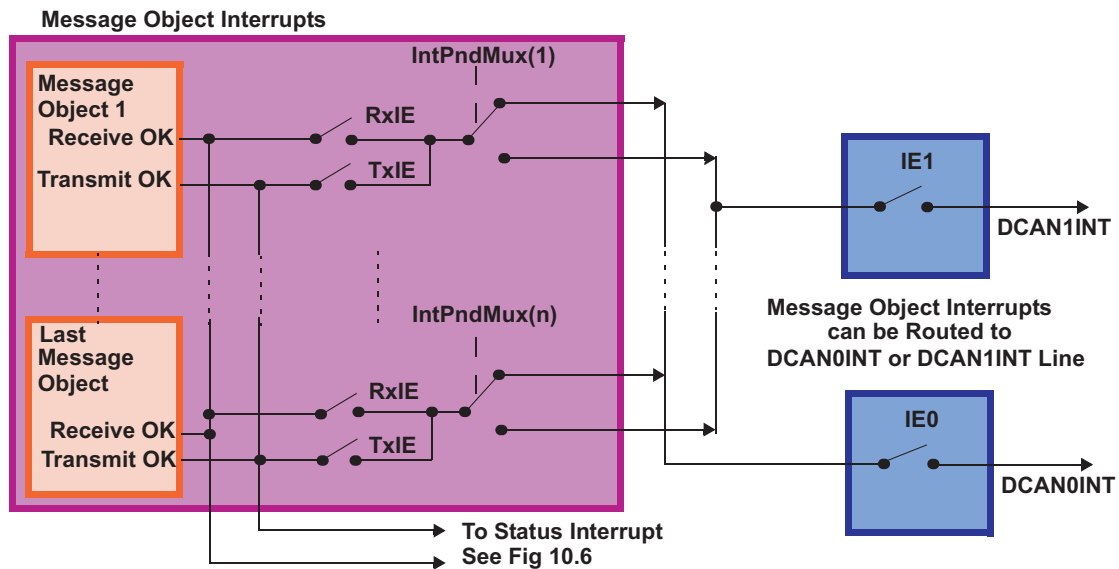 Message Object Interrupts
IntPndMux(1)
Message
Object 1
Receive OK
RxIE
Transmit OK
TxIE
IE1
DCAN1INT
IntPndMux(n)
Message Object Interrupts
can be Routed to
DCAN0INT or DCAN1INT Line
Last
Message
Object
RxIE
Receive OK
TxIE
Transmit OK
IE0
DCAN0INT
To Status Interrupt
See Fig 10.6